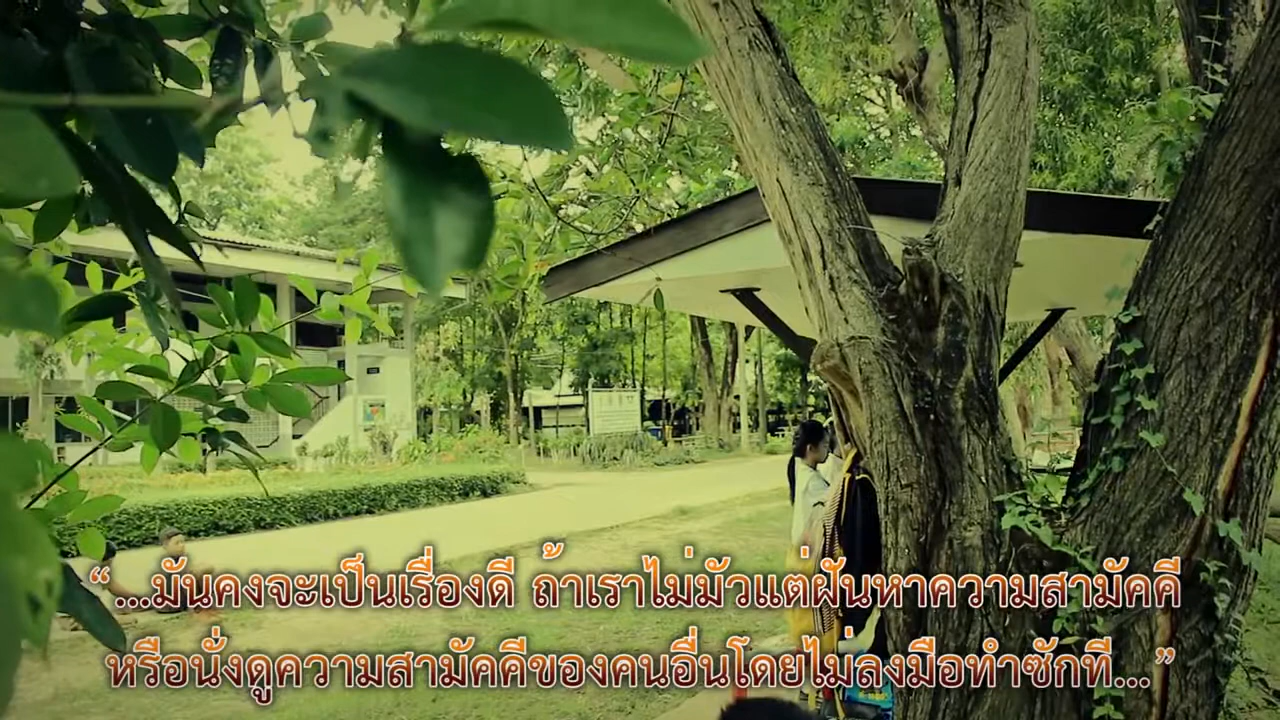 “...มันคงจะเป็นเรื่องดี ถ้าเราไม่มัวแต่ฝันหาความสามัคคี
หรือนั่งดูความสามัคคีของคนอื่นโดยไม่ลงมือทำซักที...”